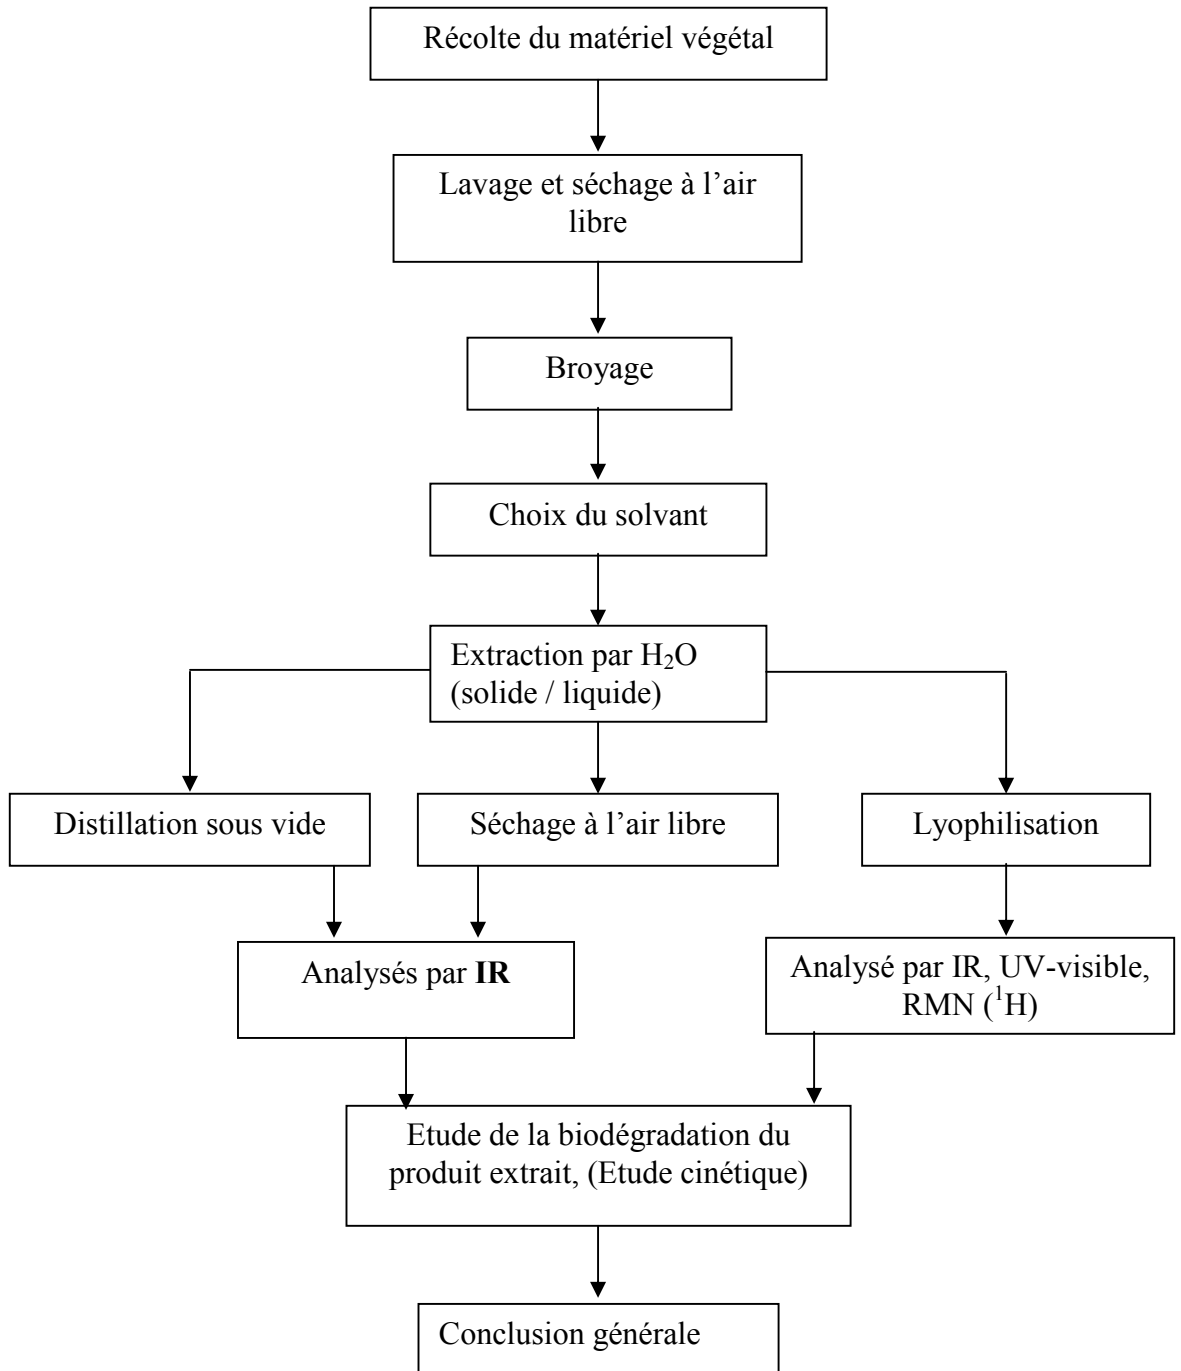 Récolte du matériel végétal
Lavage et séchage à l’air
libre
Broyage
Choix du solvant
Extraction par H₂O
(solide / liquide)
Distillation sous vide
Séchage à l’air libre
Lyophilisation
Analysés par IR
Analysé par IR, UV-visible,
RMN (¹H)
Etude de la biodégradation du
produit extrait, (Etude cinétique)
Conclusion générale